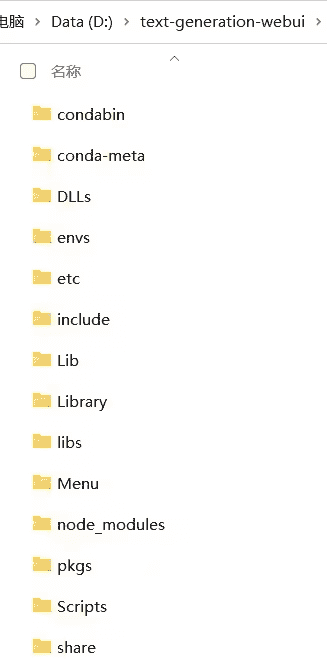 电脑 › Data (D:) › text-generation-webui ›
名称
condabin
conda-meta
DLLs
envs
etc
include
Lib
Library
libs
Menu
node_modules
pkgs
Scripts
share